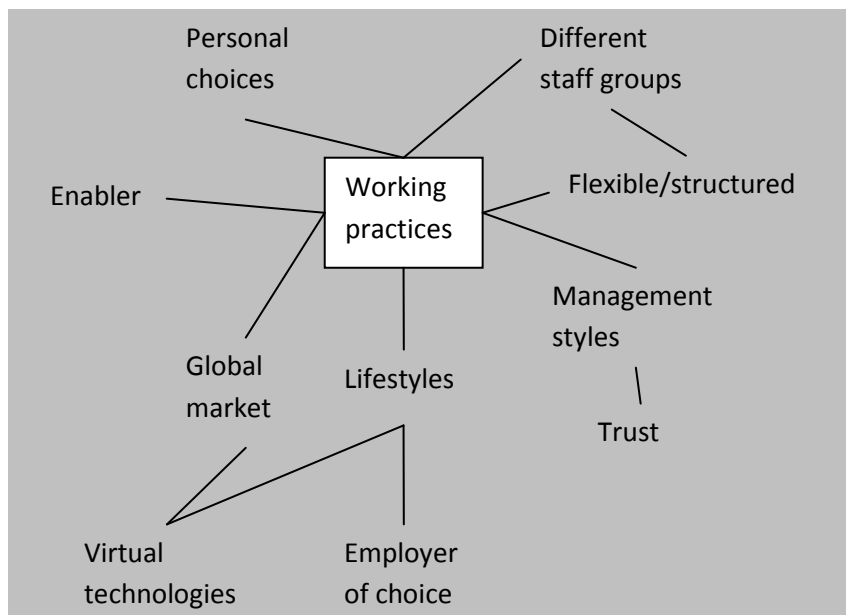 Personal
choices
Different
staff groups
Enabler
Working
practices
Flexible/structured
Management
styles
Global
market
Lifestyles
Trust
Virtual
technologies
Employer
of choice